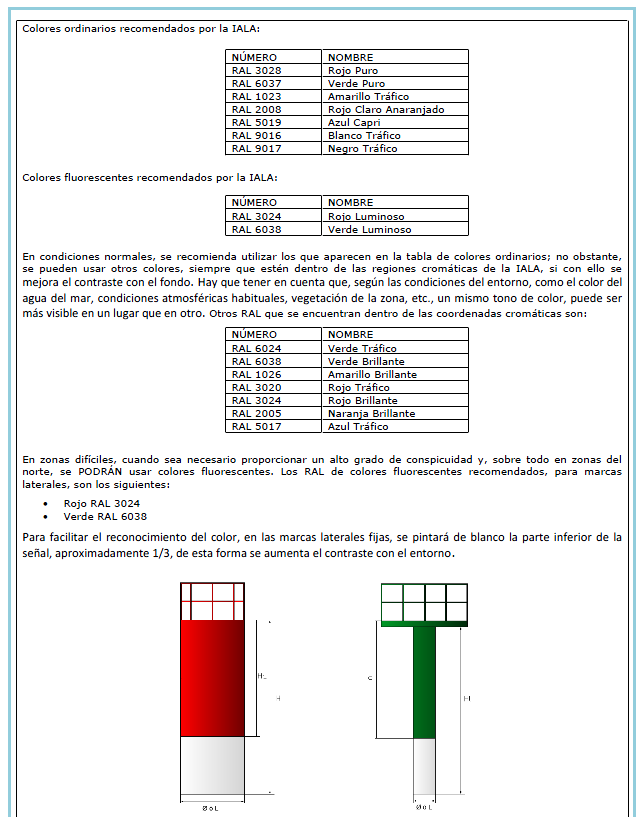 Colores ordinarios recomendados por la IALA:
NÚMERO NOMBRE
RAL 3028 Rojo Puro
RAL 6037 Verde Puro
RAL 1023 Amarillo Tráfico
RAL 2008 Rojo Claro Anaranjado
RAL 5019 Azul Capri
RAL 9016 Blanco Tráfico
RAL 9017 Negro Tráfico
Colores fluorescentes recomendados por la IALA:
NÚMERO NOMBRE
RAL 3024 Rojo Luminoso
RAL 6038 Verde Luminoso
En condiciones normales, se recomienda utilizar los que aparecen en la tabla de colores ordinarios; no obstante,
se pueden usar otros colores, siempre que estén dentro de las regiones cromáticas de la IALA, si con ello se
mejora el contraste con el fondo. Hay que tener en cuenta que, según las condiciones del entorno, como el color del
agua del mar, condiciones atmosféricas habituales, vegetación de la zona, etc., un mismo tono de color, puede ser
más visible en un lugar que en otro. Otros RAL que se encuentran dentro de las coordenadas cromáticas son:
NÚMERO NOMBRE
RAL 6024 Verde Tráfico
RAL 6038 Verde Brillante
RAL 1026 Amarillo Brillante
RAL 3020 Rojo Tráfico
RAL 3024 Rojo Brillante
RAL 2005 Naranja Brillante
RAL 5017 Azul Tráfico
En zonas difíciles, cuando sea necesario proporcionar un alto grado de conspicuidad y, sobre todo en zonas del
norte, se PODRÁN usar colores fluorescentes. Los RAL de colores fluorescentes recomendados, para marcas
laterales, son los siguientes:
• Rojo RAL 3024
• Verde RAL 6038
Para facilitar el reconocimiento del color, en las marcas laterales fijas, se pintará de blanco la parte inferior de la
señal, aproximadamente 1/3, de esta forma se aumenta el contraste con el entorno.
H
Ø o L
Ø o L